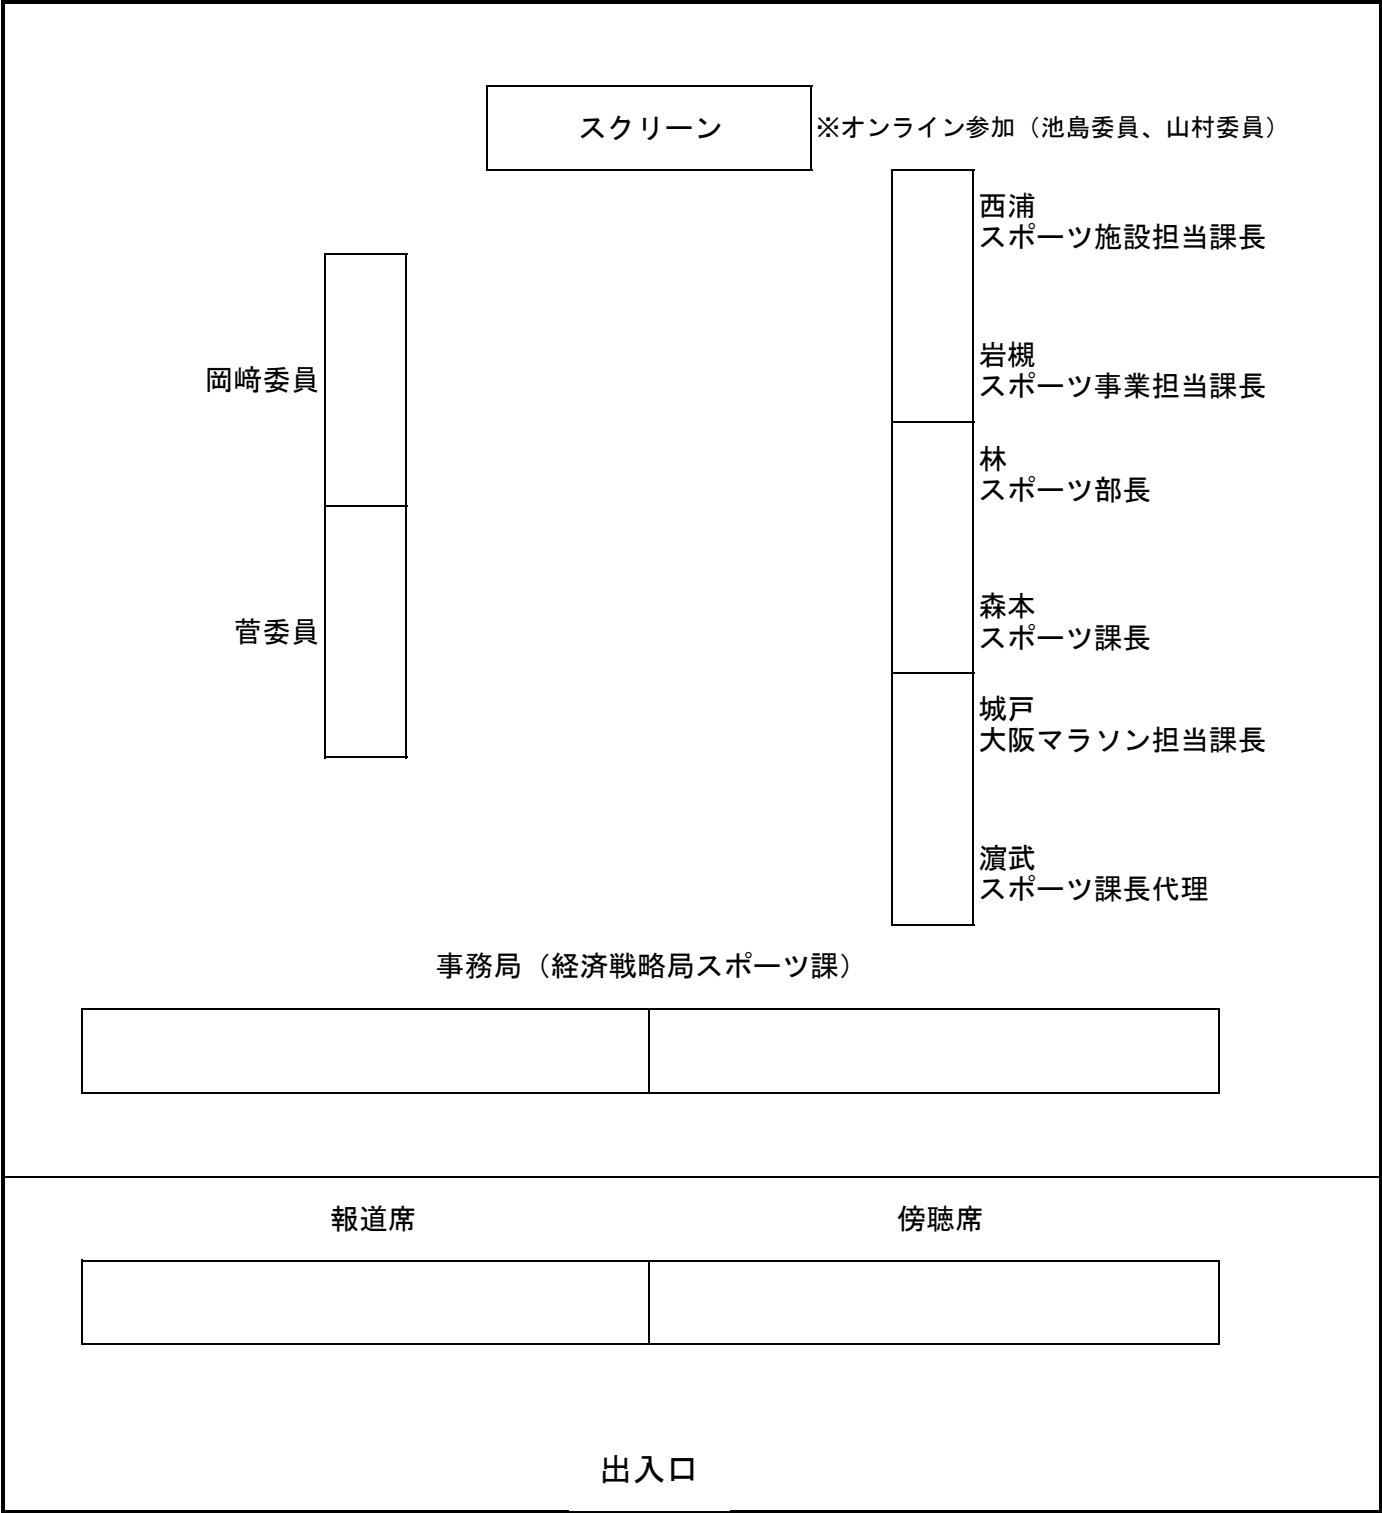 スクリーン
※オンライン参加（池島委員、山村委員）
西浦
スポーツ施設担当課長
岡﨑委員
岩槻
スポーツ事業担当課長
林
スポーツ部長
菅委員
森本
スポーツ課長
城戸
大阪マラソン担当課長
濵武
スポーツ課長代理
事務局（経済戦略局スポーツ課）
報道席
傍聴席
出入口